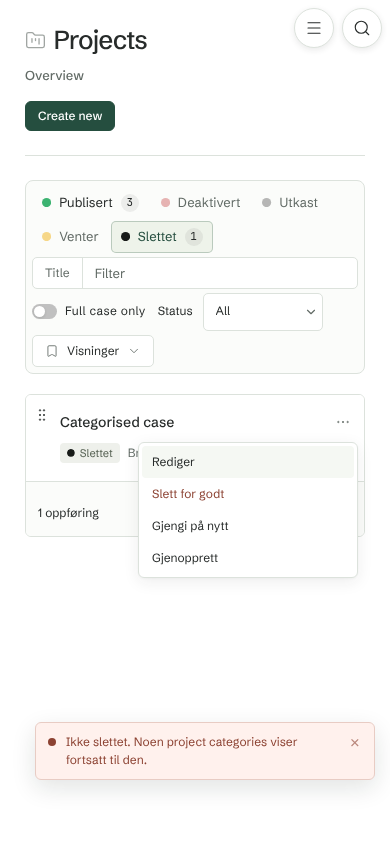 Projects
Overview
Create new
Publisert 3 Deaktivert Utkast
Venter Slettet 1
Title Filter
Full case only Status All
Visninger
Categorised case
Slettet
Rediger
Slett for godt
Gjengi på nytt
Gjenopprett
1 oppføring
Ikke slettet. Noen project categories viser
fortsatt til den.